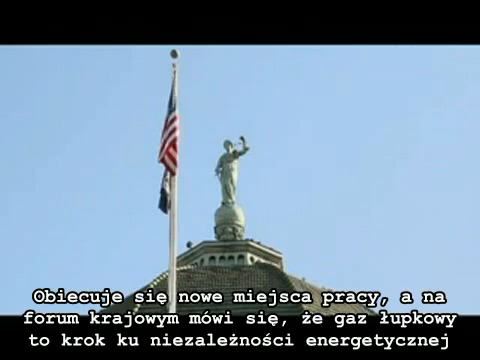 Obiecuje się nowe miejsca pracy, a na
forum krajowym mówi się, że gaz łupkowy
to krok ku niezależności energetycznej